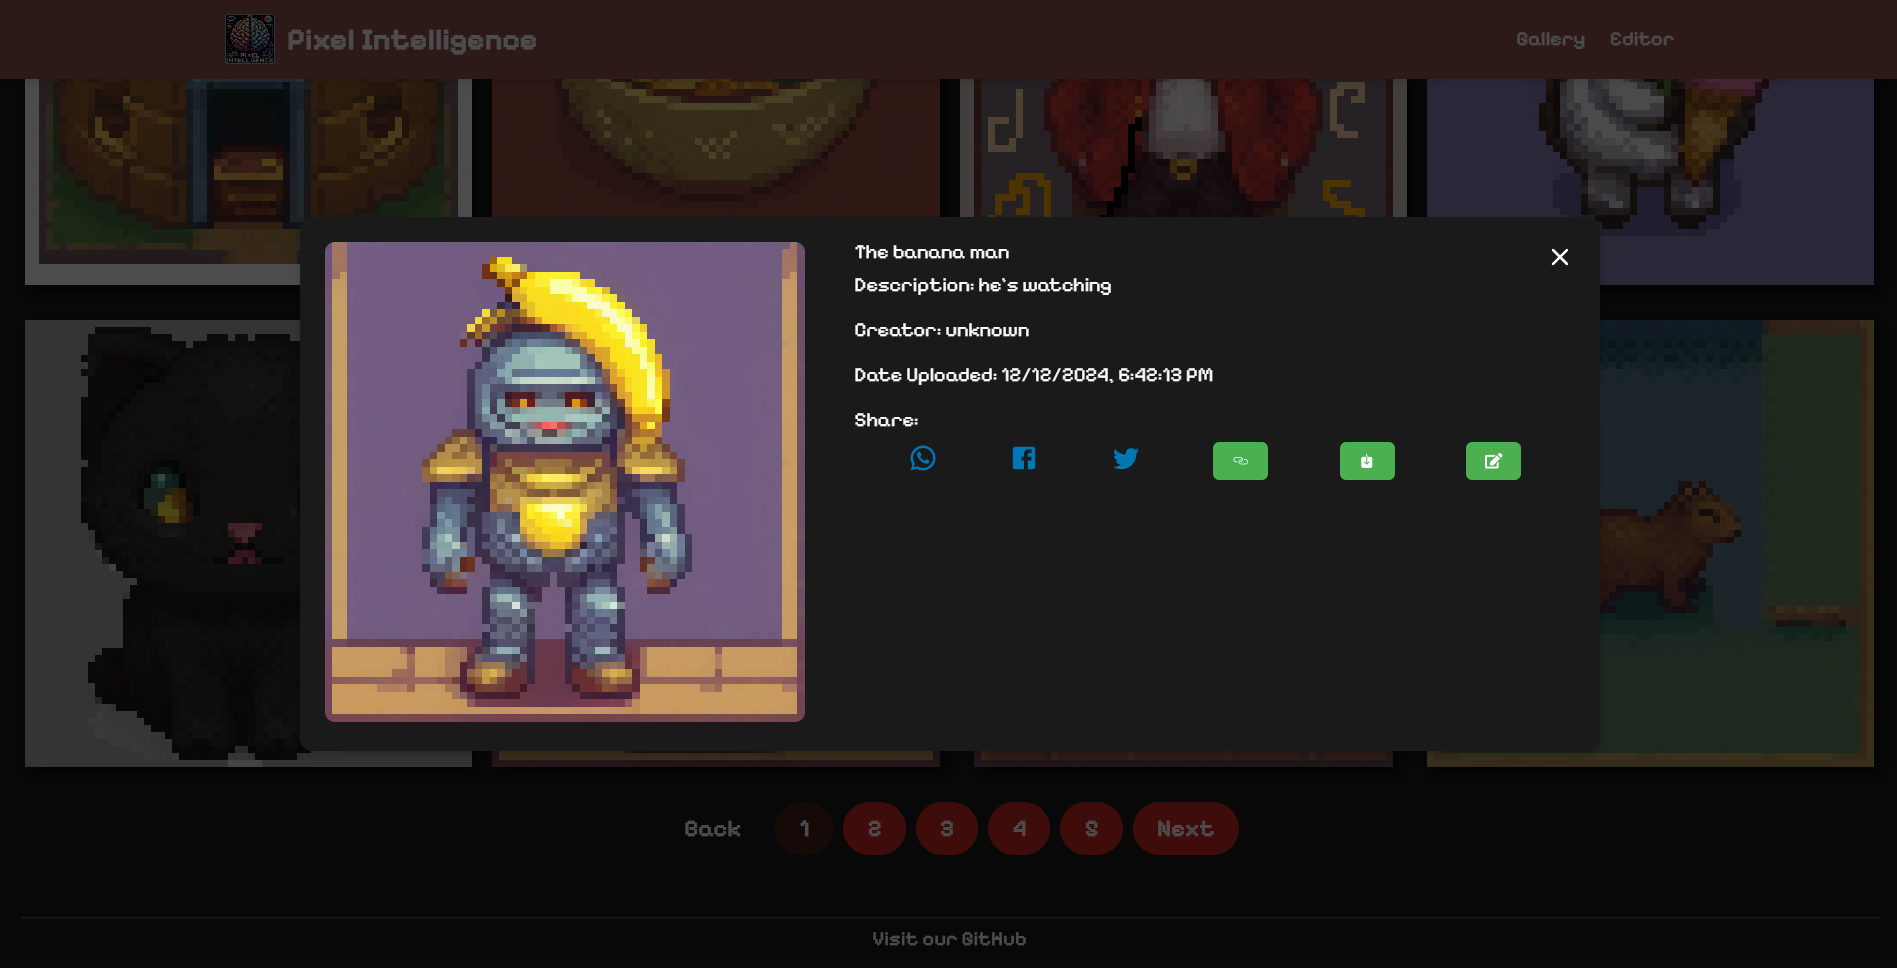 Pixel Intelligence
Gallery
Editor
The banana man
Description: he's watching
Creator: unknown
Date Uploaded: 12/12/2024, 6:42:13 PM
Share:
Back
1
2
3
4
5
Next
Visit our GitHub